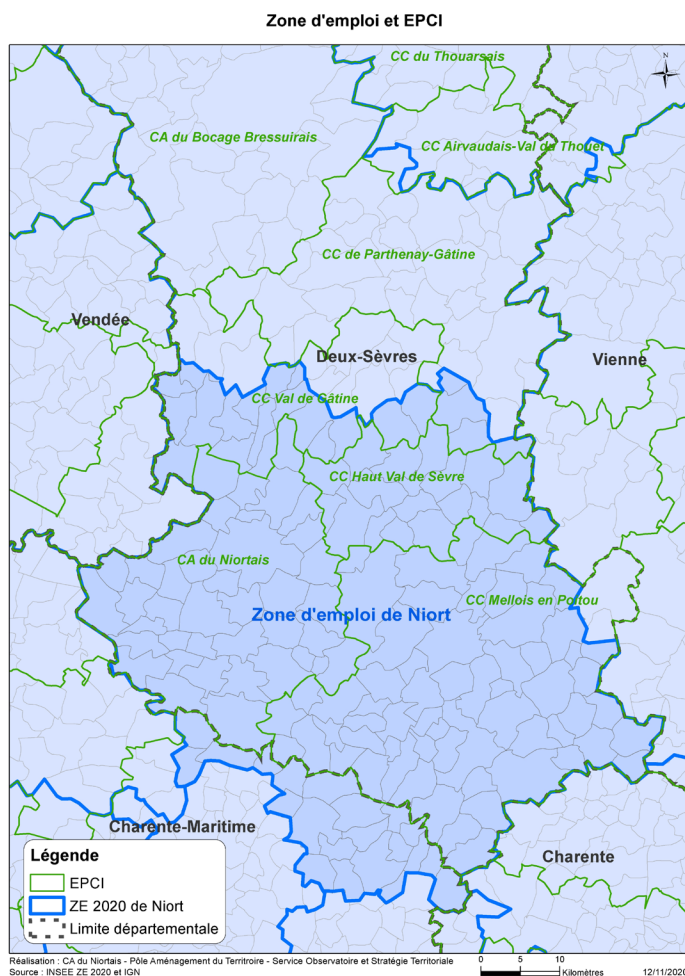 Zone d'emploi et EPCI
N
CC du Thouarsais
CA du Bocage Bressuirais
CC Airvaudais-Val du Thouet
CC de Parthenay-Gâtine
Vendée
Deux-Sèvres
Vienne
CC Val de Gâtine
CC Haut Val de Sèvre
CA du Niortais
CC Mellois en Poitou
Zone d'emploi de Niort
Charente-Maritime
Charente
Légende
EPCI
ZE 2020 de Niort
Limite départementale
Réalisation : CA du Niortais - Pôle Aménagement du Territroire - Service Observatoire et Stratégie Territoriale
Source : INSEE ZE 2020 et IGN
0 5 10
Kilomètres
12/11/2020